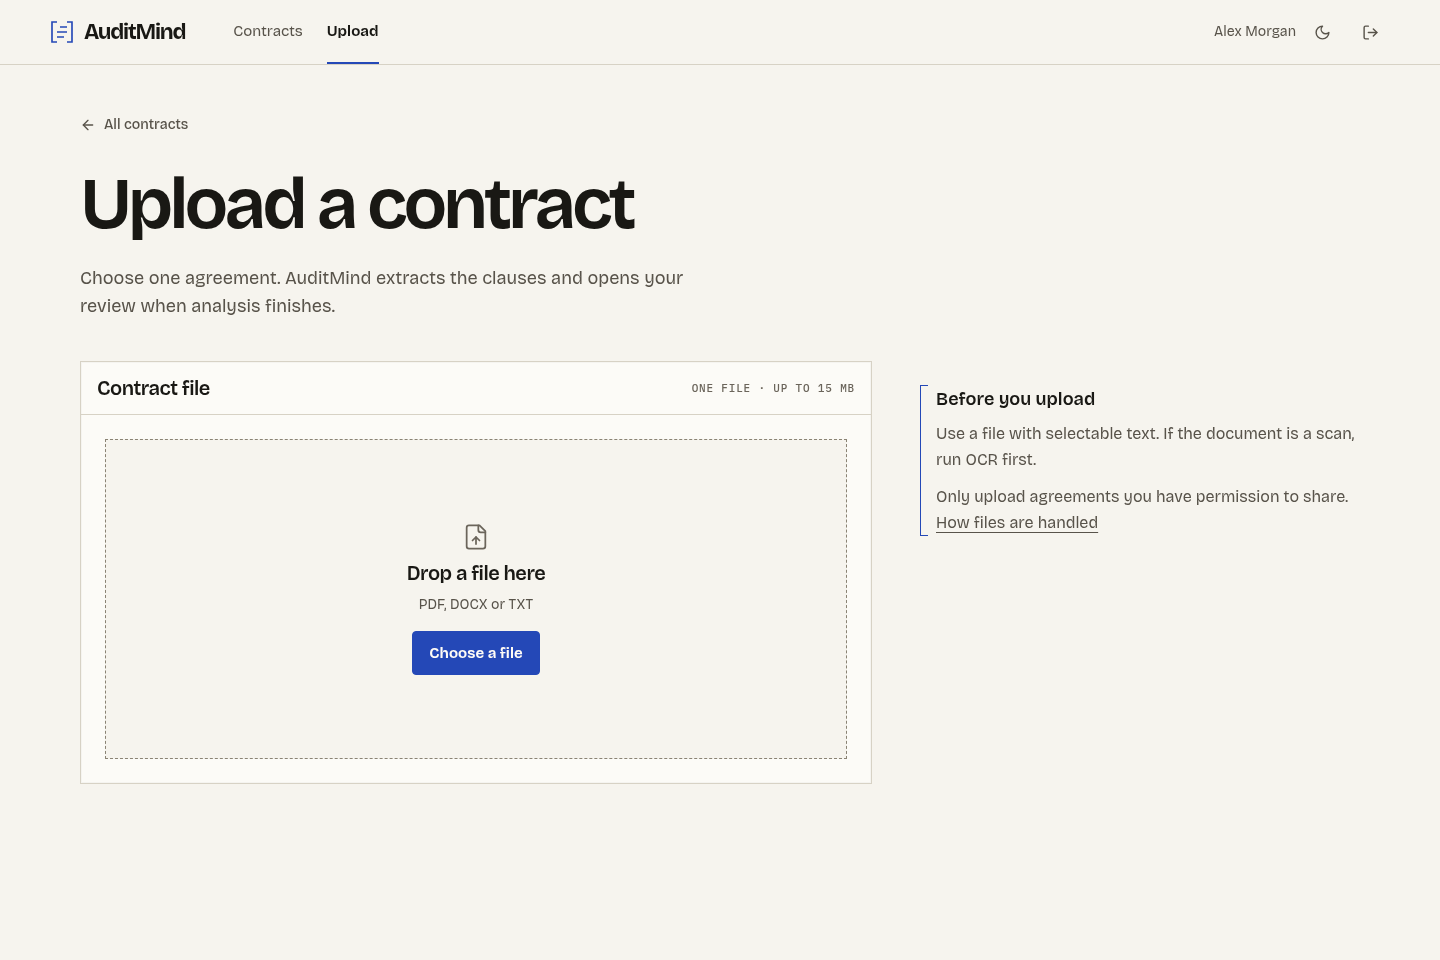 AuditMind
Contracts
Upload
Alex Morgan
All contracts
Upload a contract
Choose one agreement. AuditMind extracts the clauses and opens your
review when analysis finishes.
Contract file
ONE FILE · UP TO 15 MB
Drop a file here
PDF, DOCX or TXT
Choose a file
Before you upload
Use a file with selectable text. If the document is a scan,
run OCR first.
Only upload agreements you have permission to share.
How files are handled